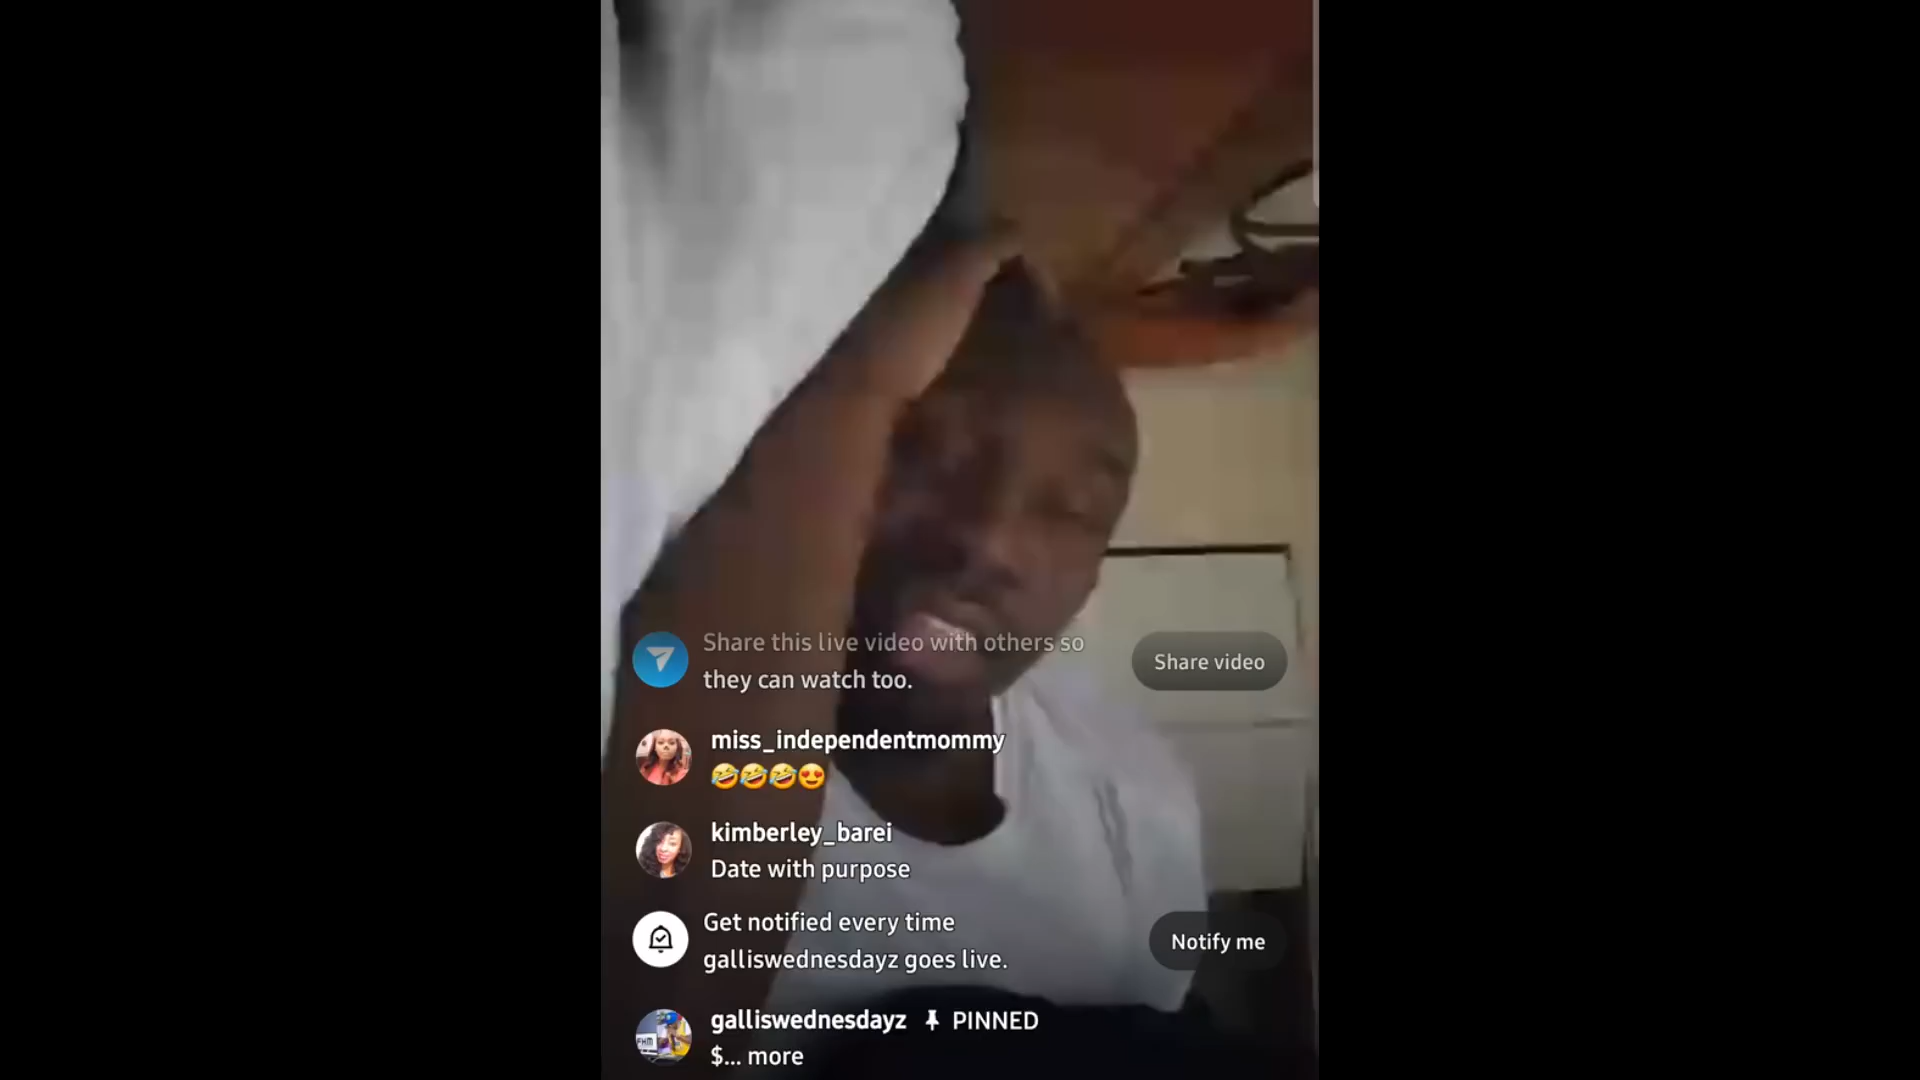 Share this live video with others so
they can watch too.
Share video
miss_independentmommy
🤣🤣🤣😍
kimberley_barei
Date with purpose
Get notified every time
galliswednesdayz goes live.
Notify me
galliswednesdayz PINNED
$... more